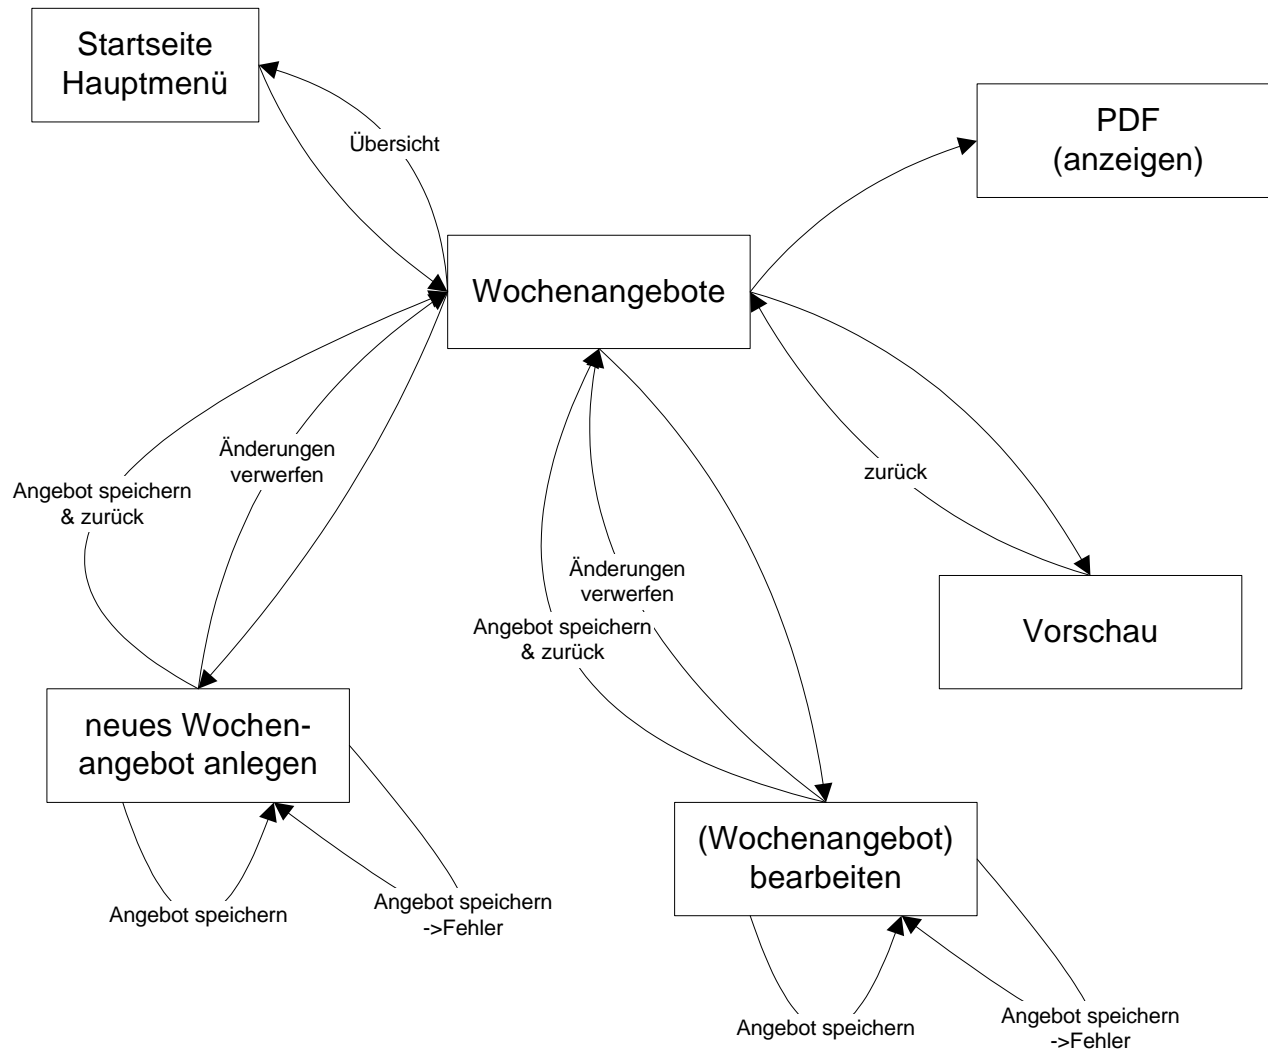 Startseite
Hauptmenü
PDF
(anzeigen)
Übersicht
Wochenangebote
Änderungen
verwerfen
Angebot speichern
& zurück
zurück
Änderungen
verwerfen
Angebot speichern
& zurück
Vorschau
neues Wochen-
angebot anlegen
(Wochenangebot)
bearbeiten
Angebot speichern
Angebot speichern
->Fehler
Angebot speichern
Angebot speichern
->Fehler